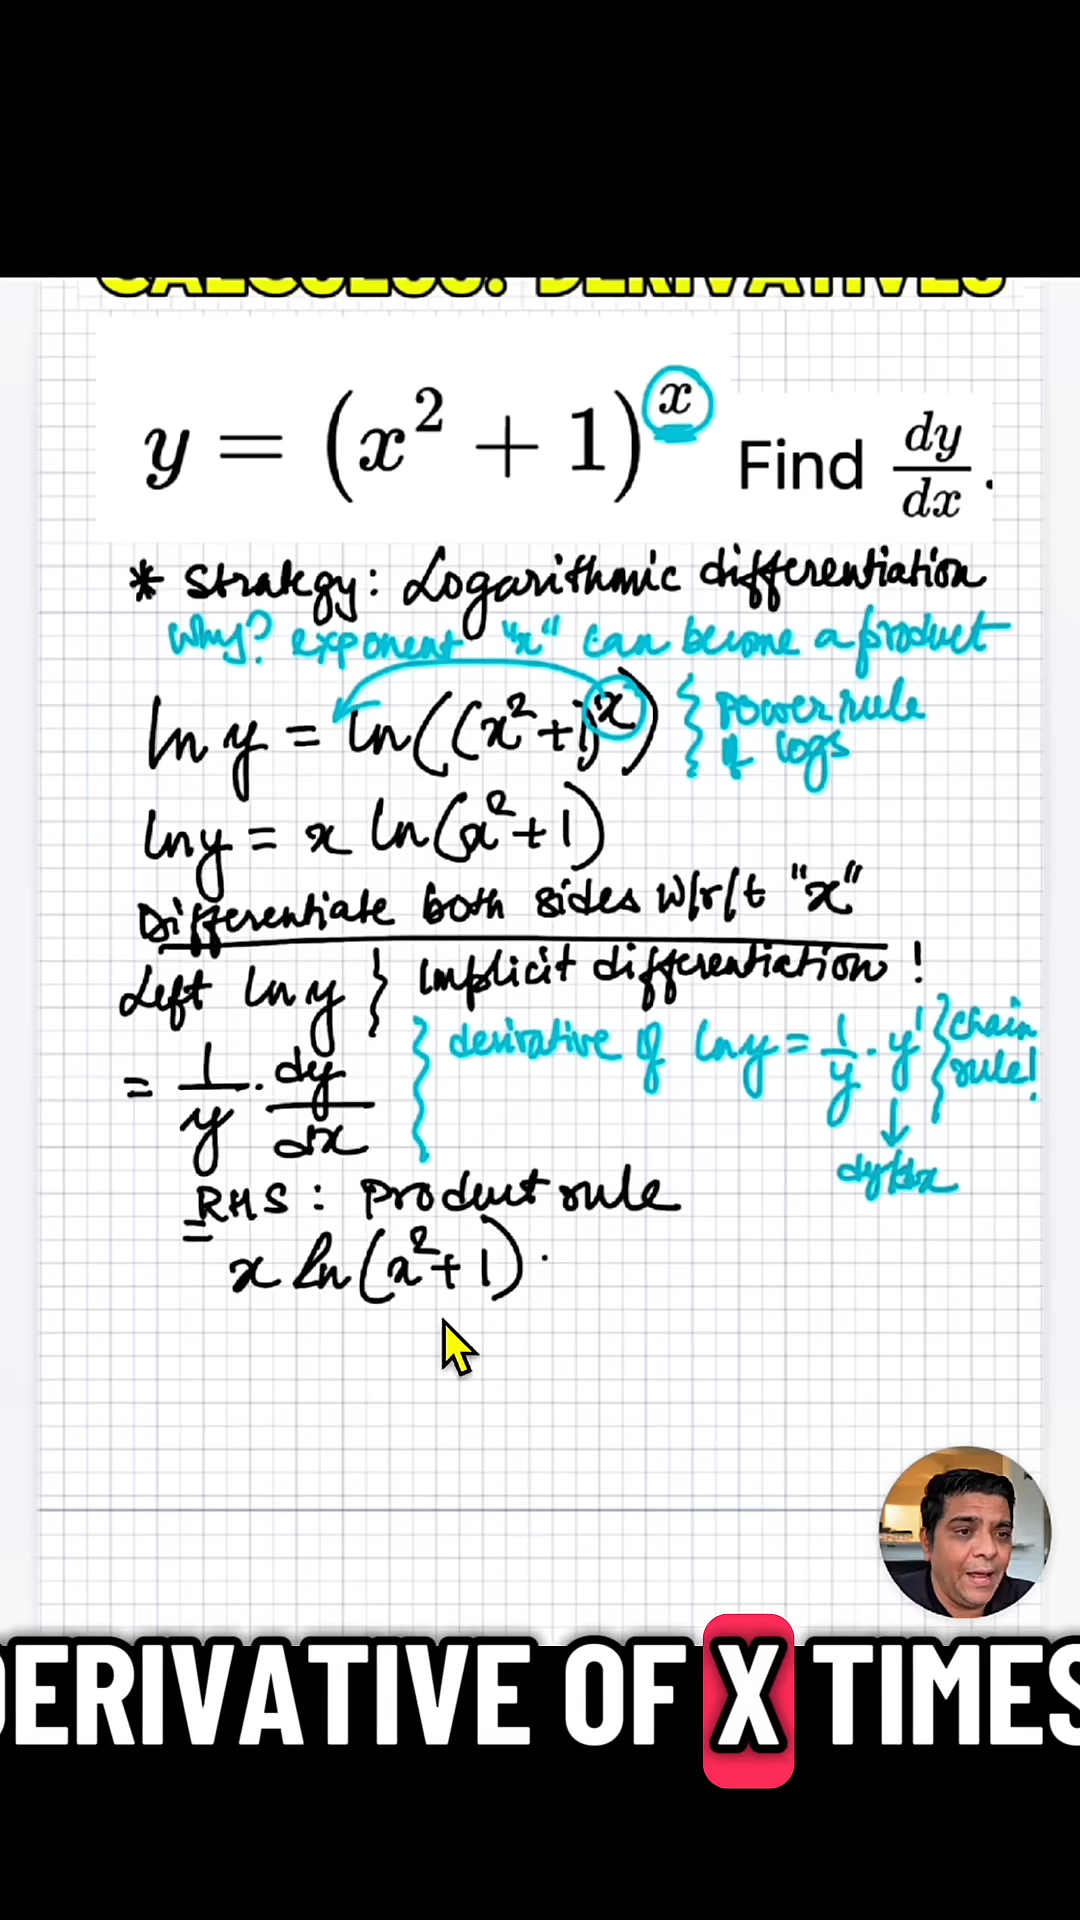 CALCULUS: DERIVATIVES
y = (x² + 1)ˣ Find dy/dx.
* Strategy: Logarithmic differentiation
Why? exponent "x" can become a product
ln y = ln((x²+1)ˣ) } power rule of logs
ln y = x ln(x²+1)
Differentiate both sides w/r/t "x"
Left ln y } Implicit differentiation!
= 1/y · dy/dx } derivative of ln y = 1/y · y' } chain rule!
↓
dy/dx
RHS : product rule
= x ln(x²+1) ·
DERIVATIVE OF X TIMES